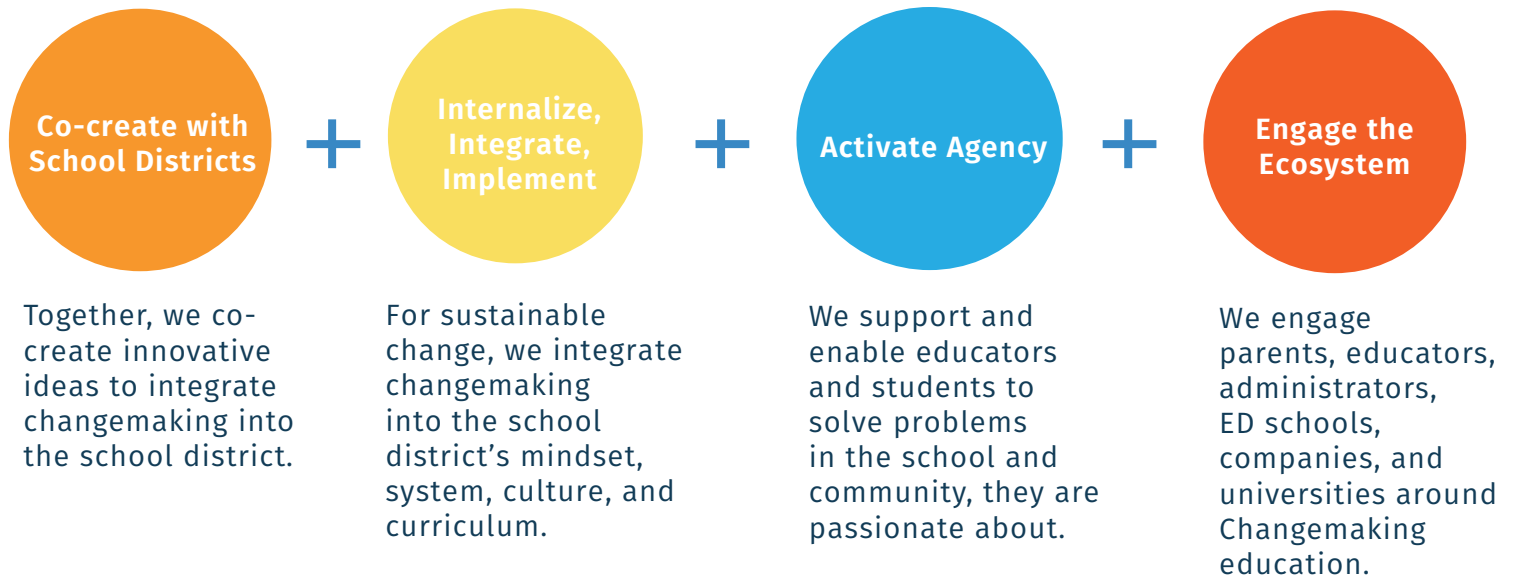 Co-create with
School Districts
+
Internalize,
Integrate,
Implement
+
Activate Agency
+
Engage the
Ecosystem
Together, we co-
create innovative
ideas to integrate
changemaking into
the school district.
For sustainable
change, we integrate
changemaking
into the school
district’s mindset,
system, culture, and
curriculum.
We support and
enable educators
and students to
solve problems
in the school and
community, they are
passionate about.
We engage
parents, educators,
administrators,
ED schools,
companies, and
universities around
Changemaking
education.